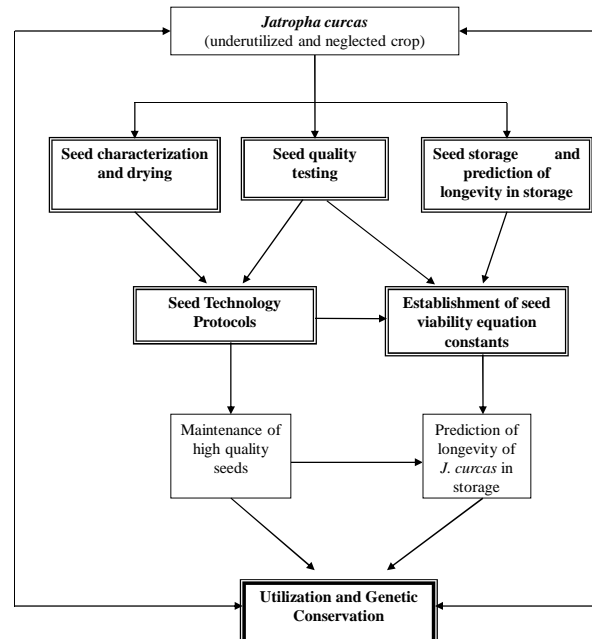 Jatropha curcas
(underutilized and neglected crop)
Seed characterization
and drying
Seed quality
testing
Seed storage and
prediction of
longevity in storage
Seed Technology
Protocols
Establishment of seed
viability equation
constants
Maintenance of
high quality
seeds
Prediction of
longevity of
J. curcas in
storage
Utilization and Genetic
Conservation